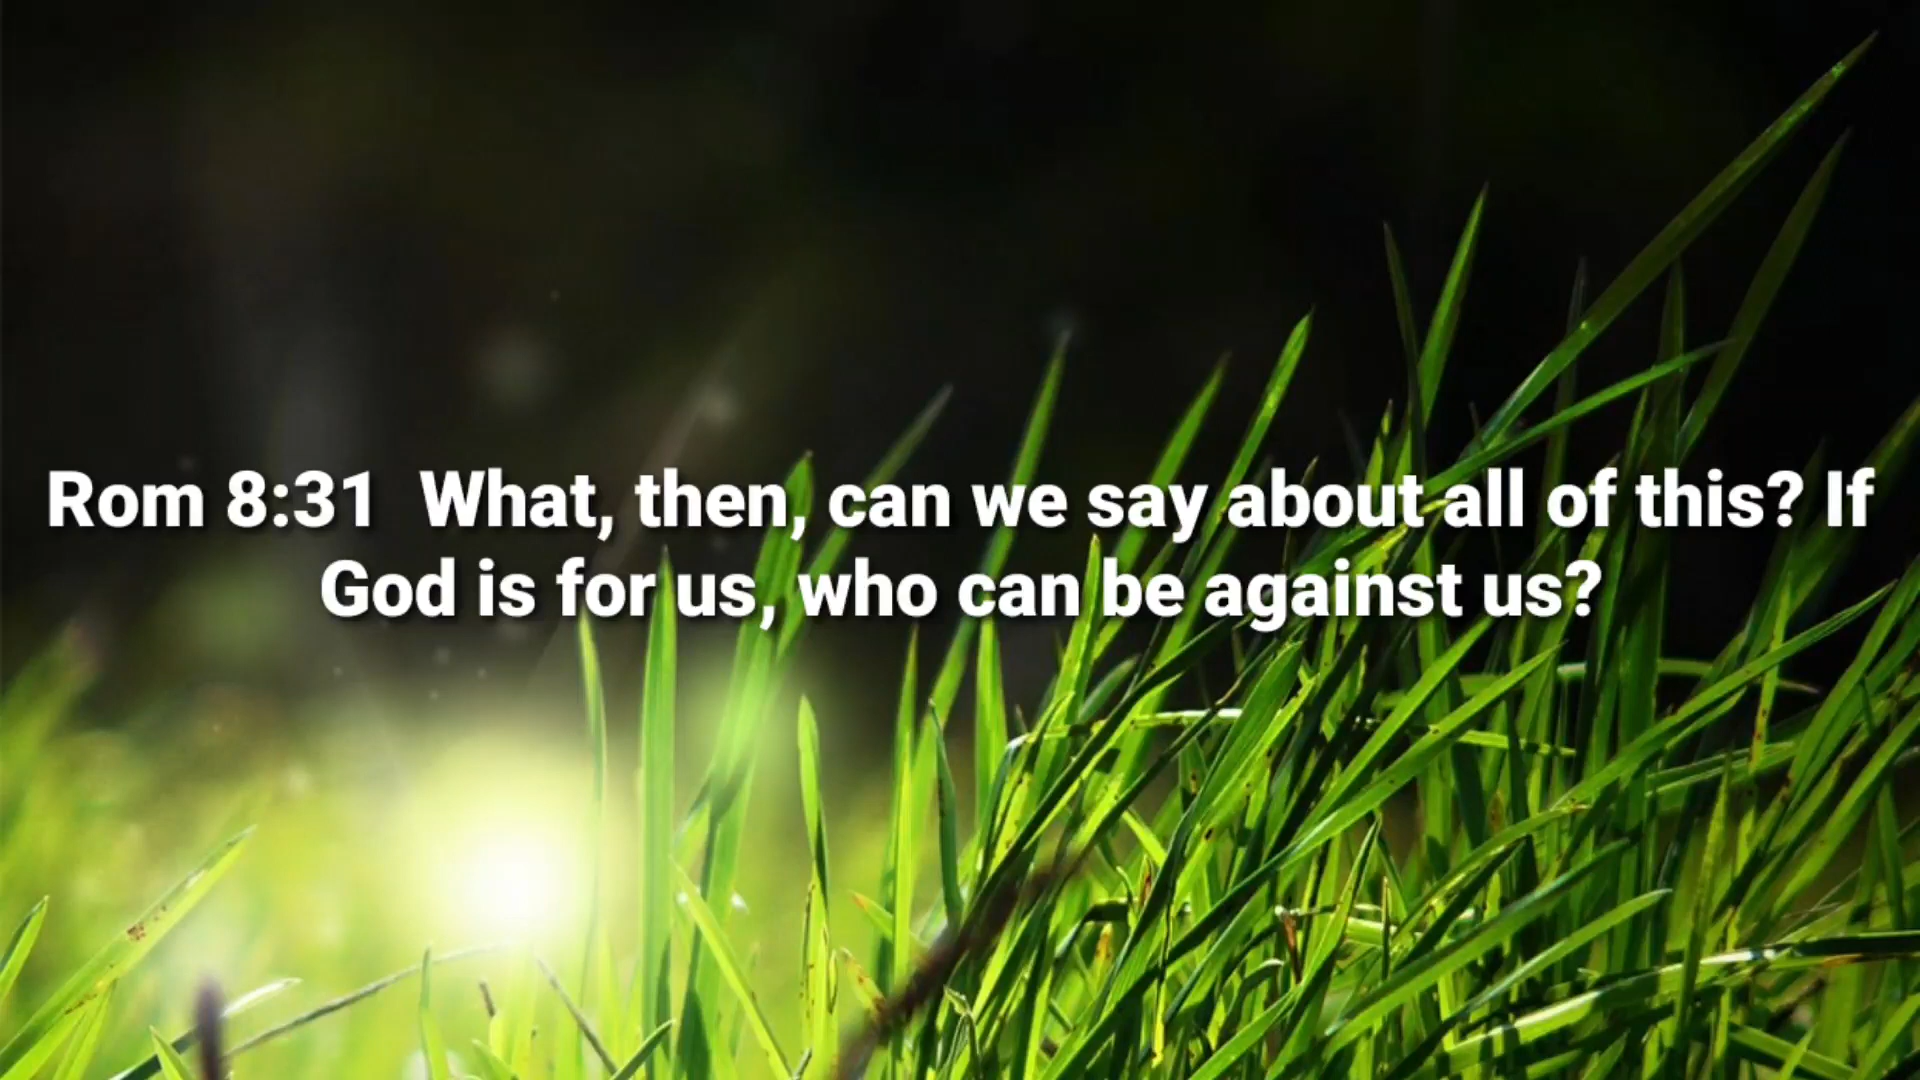 Rom 8:31  What, then, can we say about all of this? If
God is for us, who can be against us?